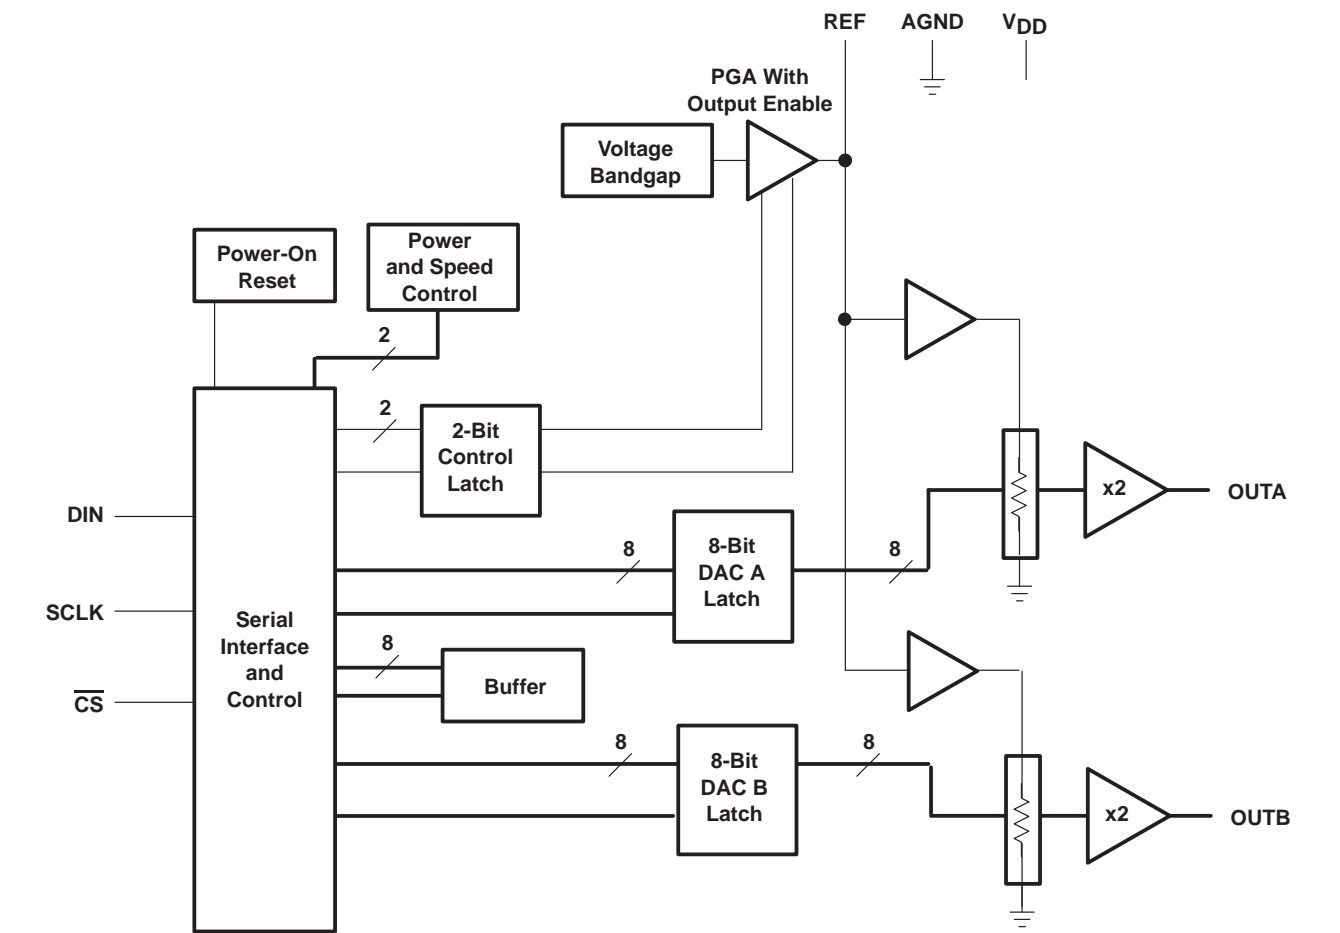 REF AGND VDD
PGA With
Output Enable
Voltage
Bandgap
Power-On
Reset
Power
and Speed
Control
2
2
2-Bit
Control
Latch
x2
OUTA
DIN
8
8-Bit
DAC A
Latch
8
SCLK
Serial
Interface
and
Control
8
Buffer
CS
8
8-Bit
DAC B
Latch
8
x2
OUTB